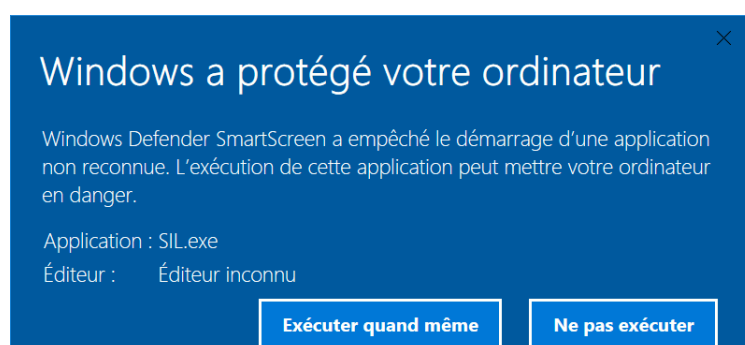 Windows a protégé votre ordinateur
Windows Defender SmartScreen a empêché le démarrage d’une application
non reconnue. L’exécution de cette application peut mettre votre ordinateur
en danger.
Application : SIL.exe
Éditeur : Éditeur inconnu
Exécuter quand même Ne pas exécuter